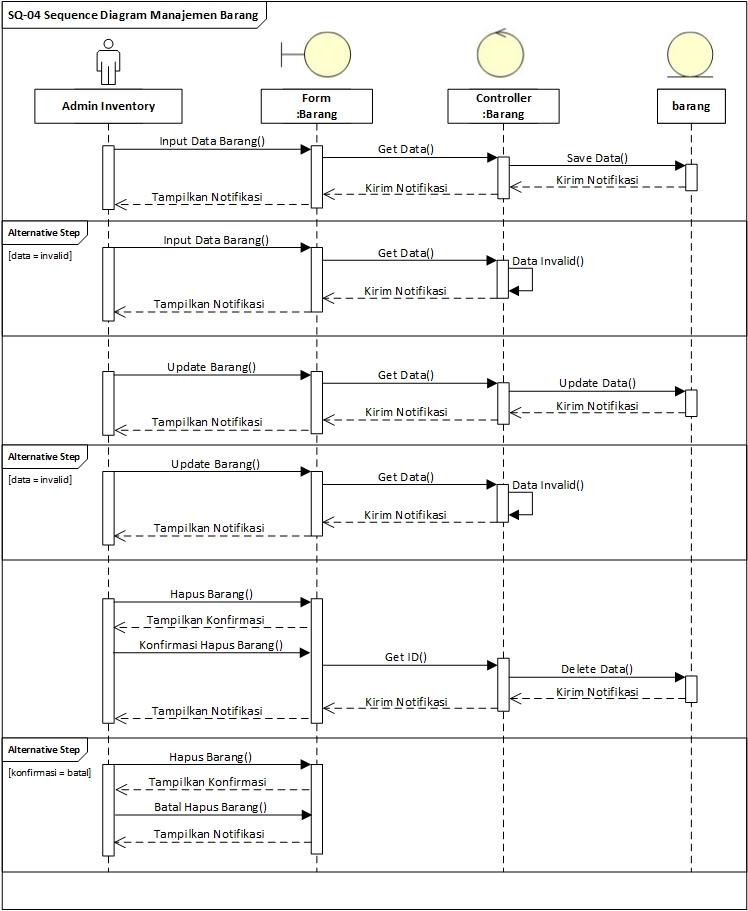 SQ-04 Sequence Diagram Manajemen Barang
Admin Inventory
Form
:Barang
Controller
:Barang
barang
Input Data Barang()
Get Data()
Save Data()
Kirim Notifikasi
Kirim Notifikasi
Tampilkan Notifikasi
Alternative Step
[data = invalid]
Input Data Barang()
Get Data()
Data Invalid()
Kirim Notifikasi
Tampilkan Notifikasi
Update Barang()
Get Data()
Update Data()
Kirim Notifikasi
Kirim Notifikasi
Tampilkan Notifikasi
Alternative Step
[data = invalid]
Update Barang()
Get Data()
Data Invalid()
Kirim Notifikasi
Tampilkan Notifikasi
Hapus Barang()
Tampilkan Konfirmasi
Konfirmasi Hapus Barang()
Get ID()
Delete Data()
Kirim Notifikasi
Kirim Notifikasi
Tampilkan Notifikasi
Alternative Step
[konfirmasi = batal]
Hapus Barang()
Tampilkan Konfirmasi
Batal Hapus Barang()
Tampilkan Notifikasi